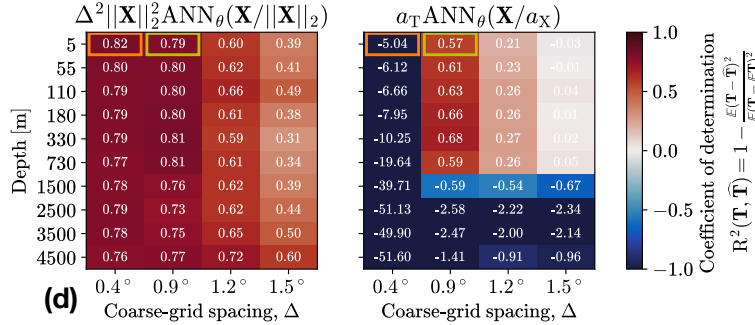 Δ²||X||₂²ANN_θ(X/||X||₂)
a_T ANN_θ(X/a_X)
Depth [m]
5 0.82 0.79 0.60 0.39 -5.04 0.57 0.21 -0.03
55 0.80 0.80 0.62 0.41 -6.12 0.61 0.23 -0.01
110 0.79 0.80 0.66 0.49 -6.66 0.63 0.26 0.04
180 0.79 0.80 0.61 0.38 -7.95 0.66 0.26 0.01
330 0.79 0.81 0.59 0.31 -10.25 0.68 0.27 0.02
730 0.77 0.81 0.61 0.34 -19.64 0.59 0.26 0.05
1500 0.78 0.76 0.62 0.39 -39.71 -0.59 -0.54 -0.67
2500 0.79 0.73 0.62 0.44 -51.13 -2.58 -2.22 -2.34
3500 0.78 0.75 0.65 0.50 -49.90 -2.47 -2.00 -2.14
4500 0.76 0.77 0.72 0.60 -51.60 -1.41 -0.91 -0.96
0.4° 0.9° 1.2° 1.5° 0.4° 0.9° 1.2° 1.5°
(d)
Coarse-grid spacing, Δ
Coarse-grid spacing, Δ
1.0
0.5
0.0
−0.5
−1.0
Coefficient of determination
R²(T, T̂) = 1 − 𝔼(T − T̂)² / 𝔼(T − 𝔼T)²